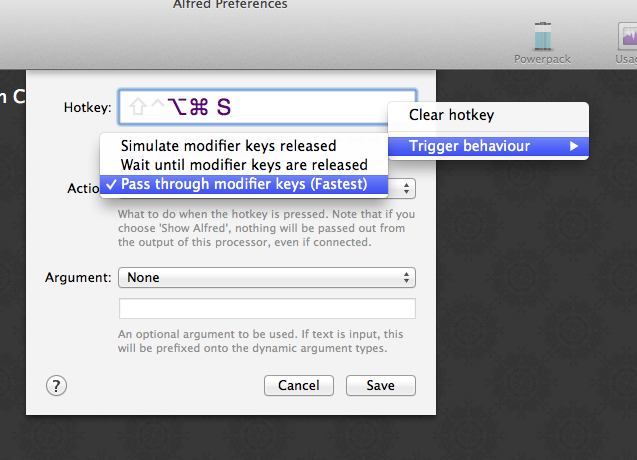 Alfred Preferences
Powerpack
Hotkey: ⇧^⌥⌘ S
Clear hotkey
Trigger behaviour ▶
Simulate modifier keys released
Wait until modifier keys are released
✓ Pass through modifier keys (Fastest)
What to do when the hotkey is pressed. Note that if you
choose 'Show Alfred', nothing will be passed out from
the output of this processor, even if connected.
Argument: None
An optional argument to be used. If text is input, this
will be prefixed onto the dynamic argument types.
?
Cancel
Save